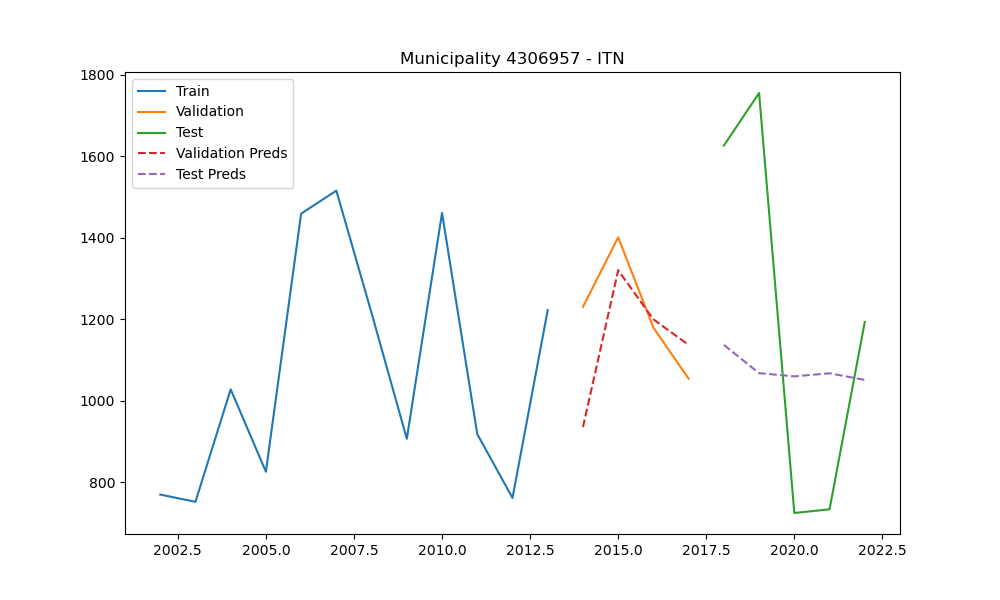 Municipality 4306957 - ITN
1800
1600
1400
1200
1000
800
Train
Validation
Test
Validation Preds
Test Preds
2002.5 2005.0 2007.5 2010.0 2012.5 2015.0 2017.5 2020.0 2022.5